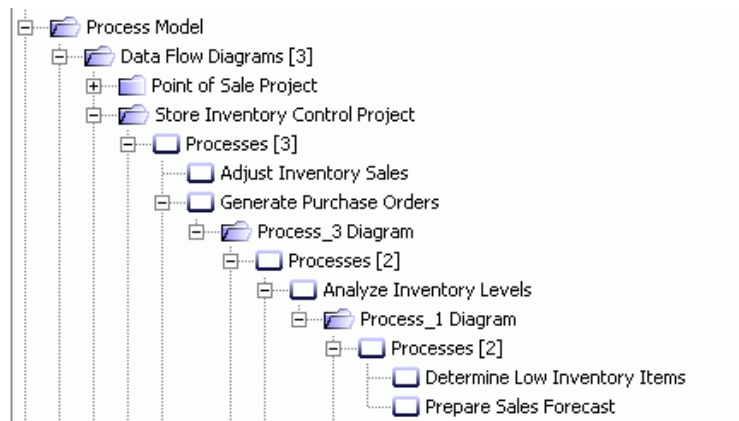 Process Model
Data Flow Diagrams [3]
Point of Sale Project
Store Inventory Control Project
Processes [3]
Adjust Inventory Sales
Generate Purchase Orders
Process_3 Diagram
Processes [2]
Analyze Inventory Levels
Process_1 Diagram
Processes [2]
Determine Low Inventory Items
Prepare Sales Forecast